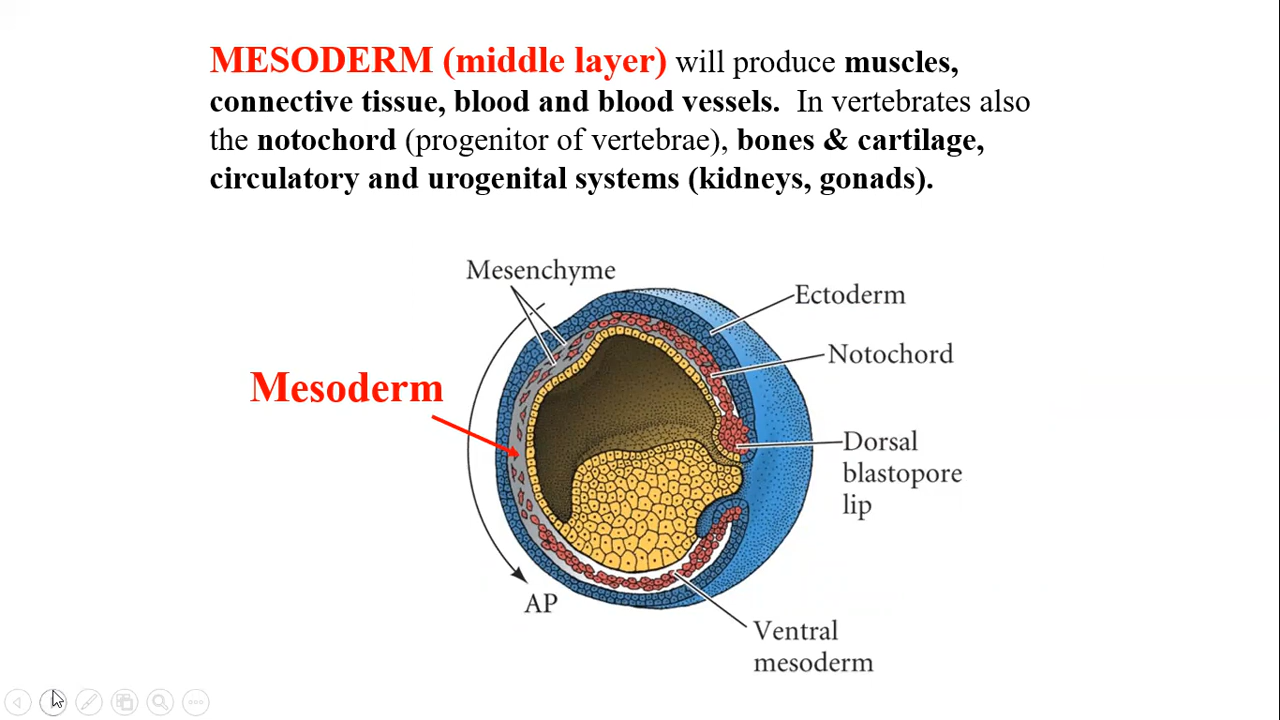 MESODERM (middle layer) will produce muscles,
connective tissue, blood and blood vessels. In vertebrates also
the notochord (progenitor of vertebrae), bones & cartilage,
circulatory and urogenital systems (kidneys, gonads).
Mesenchyme
Ectoderm
Notochord
Mesoderm
Dorsal
blastopore
lip
AP
Ventral
mesoderm